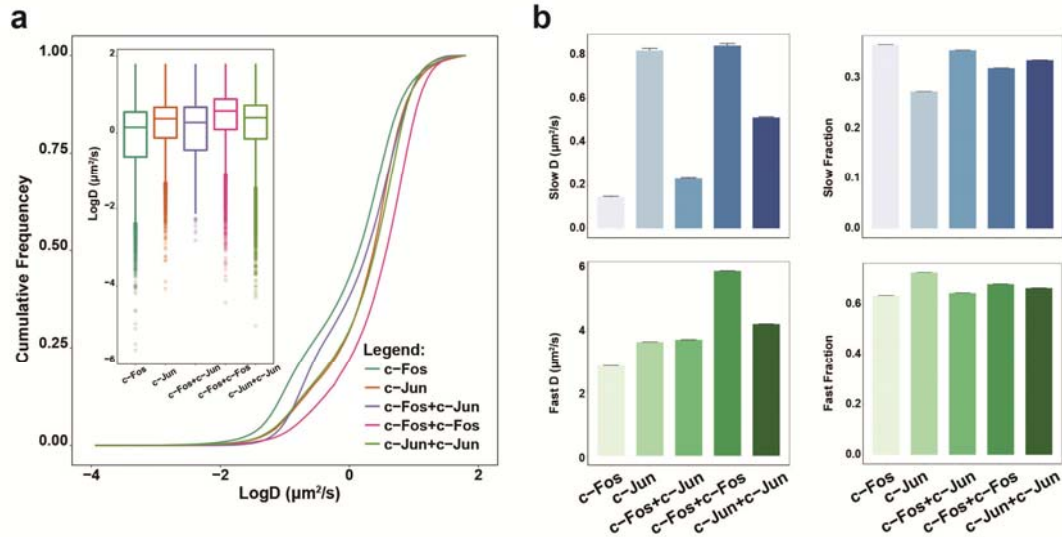 a
1.00
0.75
0.50
0.25
0.00
Cumulative Frequencey
−4
−2
0
2
LogD (μm²/s)
2
0
−2
−4
−6
LogD (μm²/s)
c−Fos
c−Jun
c−Fos+c−Jun
c−Fos+c−Fos
c−Jun+c−Jun
Legend:
c−Fos
c−Jun
c−Fos+c−Jun
c−Fos+c−Fos
c−Jun+c−Jun
b
0.8
0.6
0.4
0.2
0.0
Slow D (μm²/s)
0.3
0.2
0.1
0.0
Slow Fraction
6
4
2
0
Fast D (μm²/s)
c−Fos
c−Jun
c−Fos+c−Jun
c−Fos+c−Fos
c−Jun+c−Jun
0.6
0.4
0.2
0.0
Fast Fraction
c−Fos
c−Jun
c−Fos+c−Jun
c−Fos+c−Fos
c−Jun+c−Jun